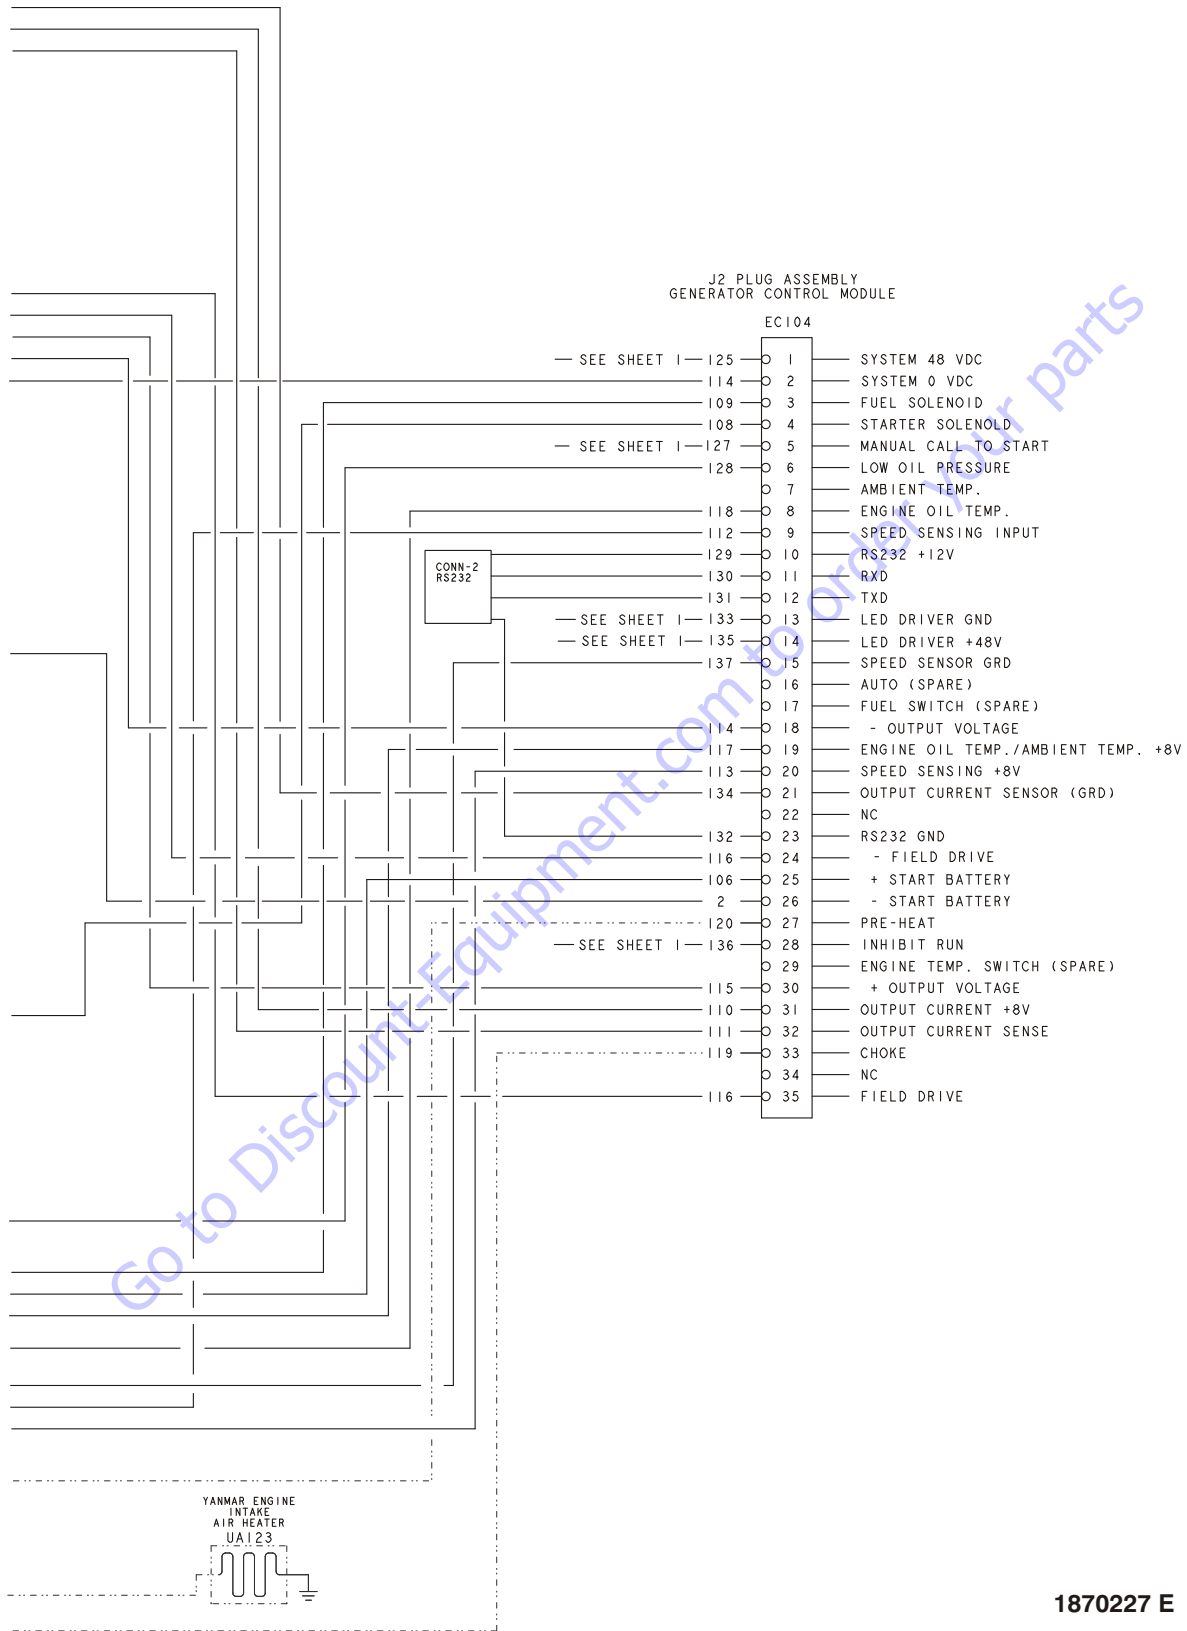 J2 PLUG ASSEMBLY
GENERATOR CONTROL MODULE
EC104
SEE SHEET 1 125 1 SYSTEM 48 VDC
114 2 SYSTEM 0 VDC
109 3 FUEL SOLENOID
108 4 STARTER SOLENOLD
SEE SHEET 1 127 5 MANUAL CALL TO START
128 6 LOW OIL PRESSURE
7 AMBIENT TEMP.
118 8 ENGINE OIL TEMP.
112 9 SPEED SENSING INPUT
129 10 RS232 +12V
CONN-2
RS232
130 11 RXD
131 12 TXD
SEE SHEET 1 133 13 LED DRIVER GND
SEE SHEET 1 135 14 LED DRIVER +48V
137 15 SPEED SENSOR GRD
16 AUTO (SPARE)
17 FUEL SWITCH (SPARE)
114 18 - OUTPUT VOLTAGE
117 19 ENGINE OIL TEMP./AMBIENT TEMP. +8V
113 20 SPEED SENSING +8V
134 21 OUTPUT CURRENT SENSOR (GRD)
22 NC
132 23 RS232 GND
116 24 - FIELD DRIVE
106 25 + START BATTERY
2 26 - START BATTERY
120 27 PRE-HEAT
SEE SHEET 1 136 28 INHIBIT RUN
29 ENGINE TEMP. SWITCH (SPARE)
115 30 + OUTPUT VOLTAGE
110 31 OUTPUT CURRENT +8V
111 32 OUTPUT CURRENT SENSE
119 33 CHOKE
34 NC
116 35 FIELD DRIVE
Go to Discount-Equipment.com to order your parts
YANMAR ENGINE
INTAKE
AIR HEATER
UA123
1870227 E